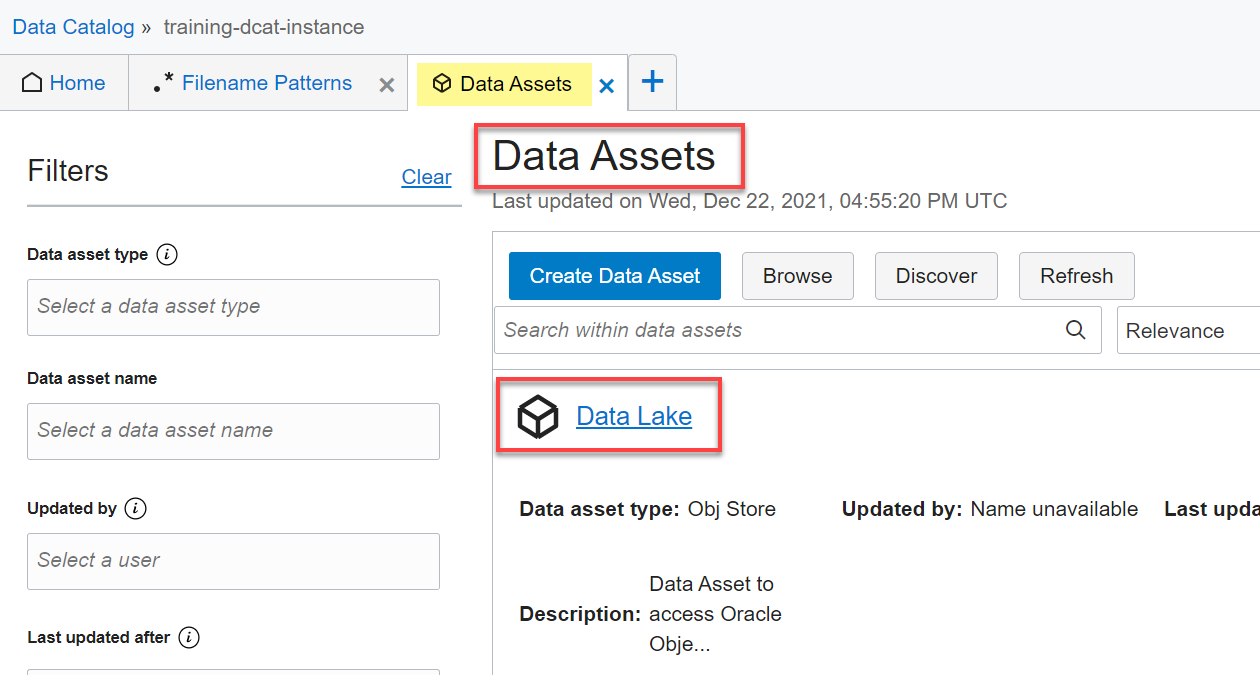 Data Catalog » training-dcat-instance
Home
.* Filename Patterns ×
Data Assets ×
+
Filters
Clear
Data asset type i
Select a data asset type
Data asset name
Select a data asset name
Updated by i
Select a user
Last updated after i
Data Assets
Last updated on Wed, Dec 22, 2021, 04:55:20 PM UTC
Create Data Asset
Browse
Discover
Refresh
Search within data assets
Relevance
Data Lake
Data asset type: Obj Store
Updated by: Name unavailable
Last upda
Description: Data Asset to
access Oracle
Obje...